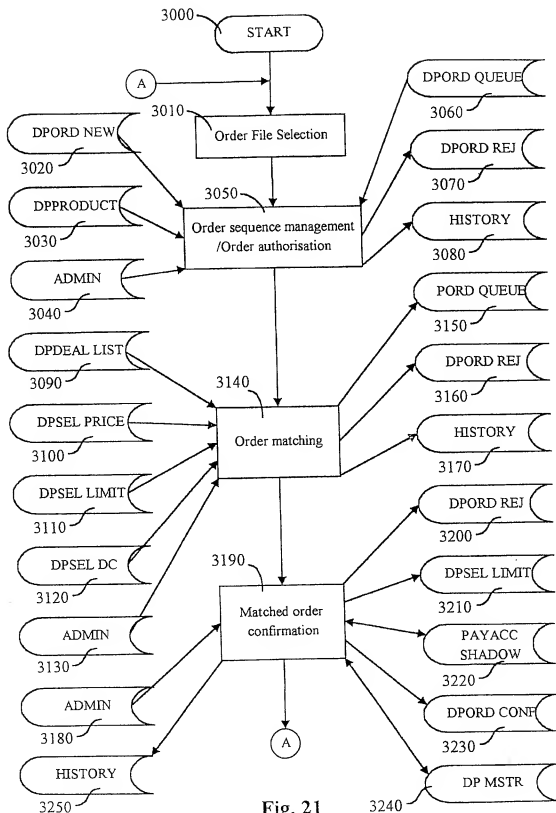 3000
START
A
3010
Order File Selection
DPORD QUEUE
3060
DPORD NEW
3020
DPORD REJ
3070
DPPRODUCT
3030
3050
Order sequence management
/Order authorisation
HISTORY
3080
ADMIN
3040
PORD QUEUE
3150
DPDEAL LIST
3090
DPORD REJ
3160
DPSEL PRICE
3100
3140
Order matching
HISTORY
3170
DPSEL LIMIT
3110
DPORD REJ
3200
DPSEL DC
3120
3190
Matched order
confirmation
DPSEL LIMIT
3210
ADMIN
3130
PAYACC
SHADOW
3220
ADMIN
3180
DPORD CONF
3230
A
HISTORY
3250
DP MSTR
3240
Fig. 21